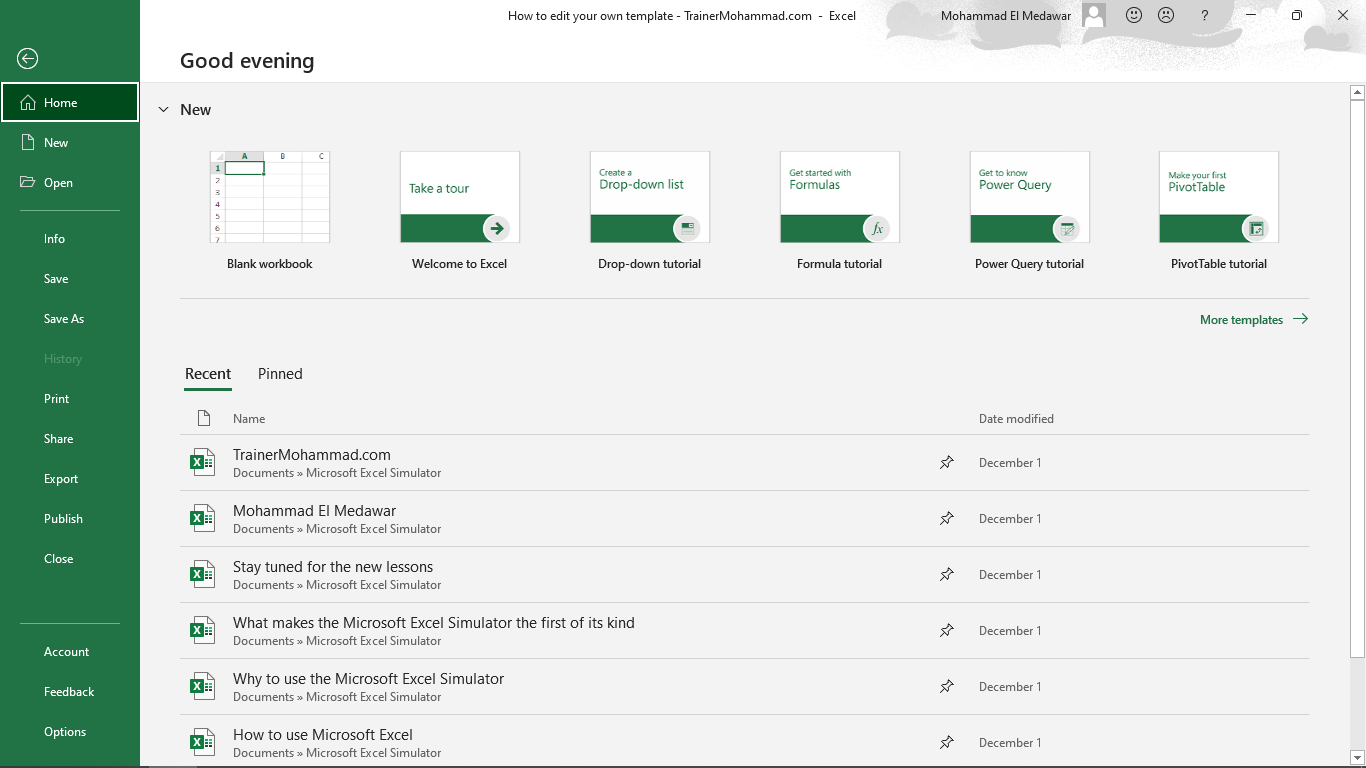 How to edit your own template - TrainerMohammad.com - Excel
Mohammad El Medawar
?
Good evening
Home
New
Open
Info
Save
Save As
History
Print
Share
Export
Publish
Close
Account
Feedback
Options
New
A B C
1
2
3
4
5
6
7
Blank workbook
Take a tour
Welcome to Excel
Create a
Drop-down list
Drop-down tutorial
Get started with
Formulas
fx
Formula tutorial
Get to know
Power Query
Power Query tutorial
Make your first
PivotTable
PivotTable tutorial
More templates
Recent Pinned
Name Date modified
TrainerMohammad.com
Documents » Microsoft Excel Simulator
December 1
Mohammad El Medawar
Documents » Microsoft Excel Simulator
December 1
Stay tuned for the new lessons
Documents » Microsoft Excel Simulator
December 1
What makes the Microsoft Excel Simulator the first of its kind
Documents » Microsoft Excel Simulator
December 1
Why to use the Microsoft Excel Simulator
Documents » Microsoft Excel Simulator
December 1
How to use Microsoft Excel
Documents » Microsoft Excel Simulator
December 1